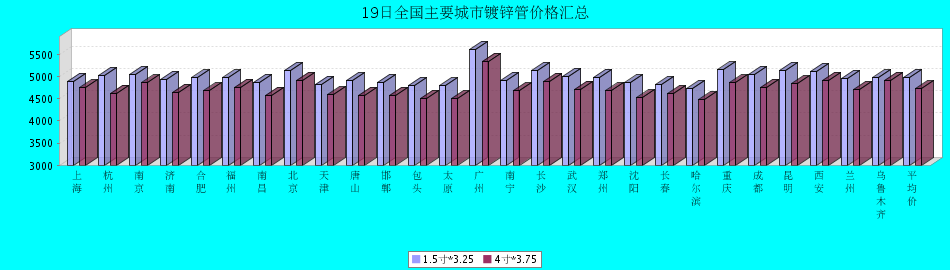 19日全国主要城市镀锌管价格汇总
5500
5000
4500
4000
3500
3000
上海
杭州
南京
济南
合肥
福州
南昌
北京
天津
唐山
邯郸
包头
太原
广州
南宁
长沙
武汉
郑州
沈阳
长春
哈尔滨
重庆
成都
昆明
西安
兰州
乌鲁木齐
平均价
1.5寸*3.25
4寸*3.75